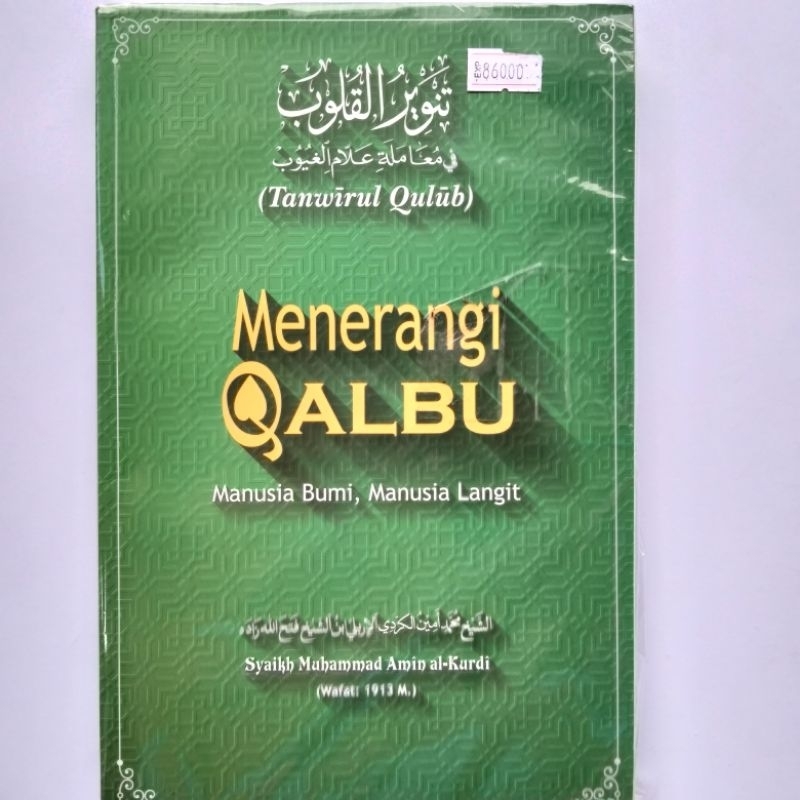 تنوير القلوب
86000
في معاملة علام الغيوب
(Tanwīrul Qulūb)
Menerangi
QALBU
Manusia Bumi, Manusia Langit
الشيخ محمد أمين الكردي الإربلي ابن الشيخ فتح الله زاده
Syaikh Muhammad Amin al-Kurdi
(Wafat: 1913 M.)